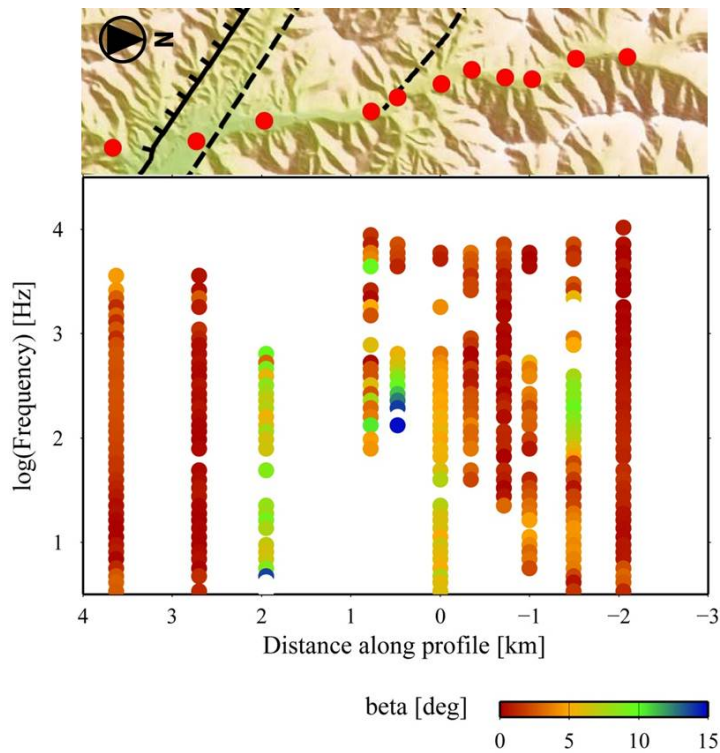 N
4
3
2
1
log(Frequency) [Hz]
4 3 2 1 0 −1 −2 −3
Distance along profile [km]
beta [deg]
0 5 10 15